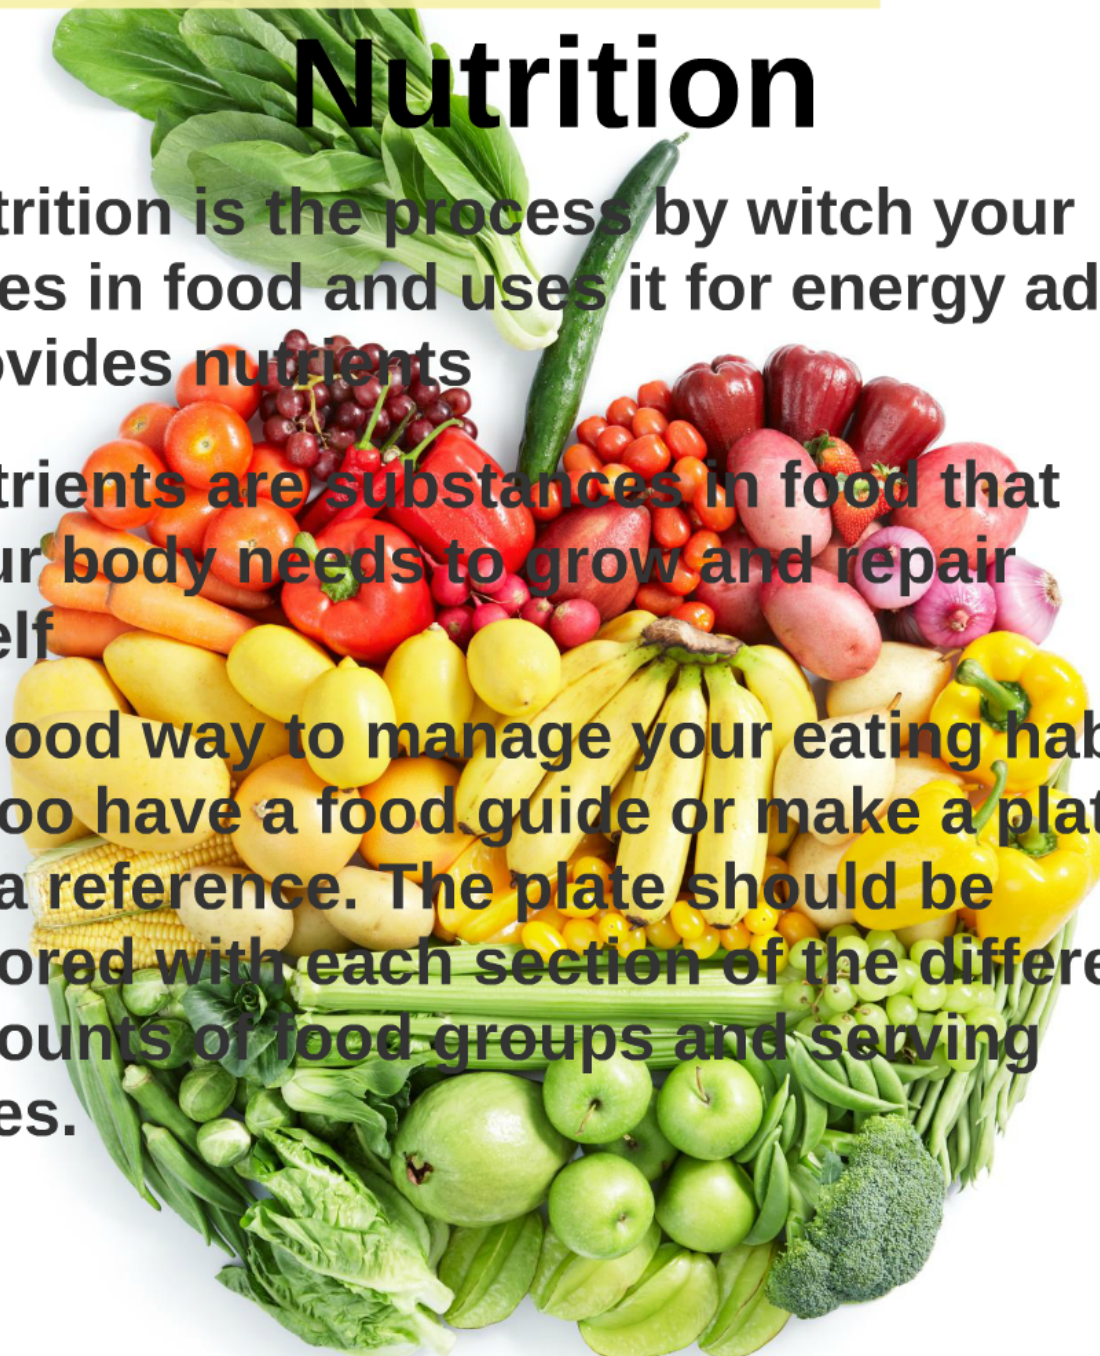 Nutrition
trition is the process by witch your
es in food and uses it for energy ad
ovides nutrients
trients are substances in food that
ur body needs to grow and repair
elf
ood way to manage your eating hab
oo have a food guide or make a plat
a reference. The plate should be
ored with each section of the differe
ounts of food groups and serving
es.